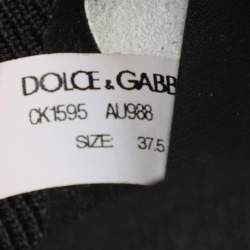 DOLCE & GABB
CK1595 AU988
SIZE: 37.5